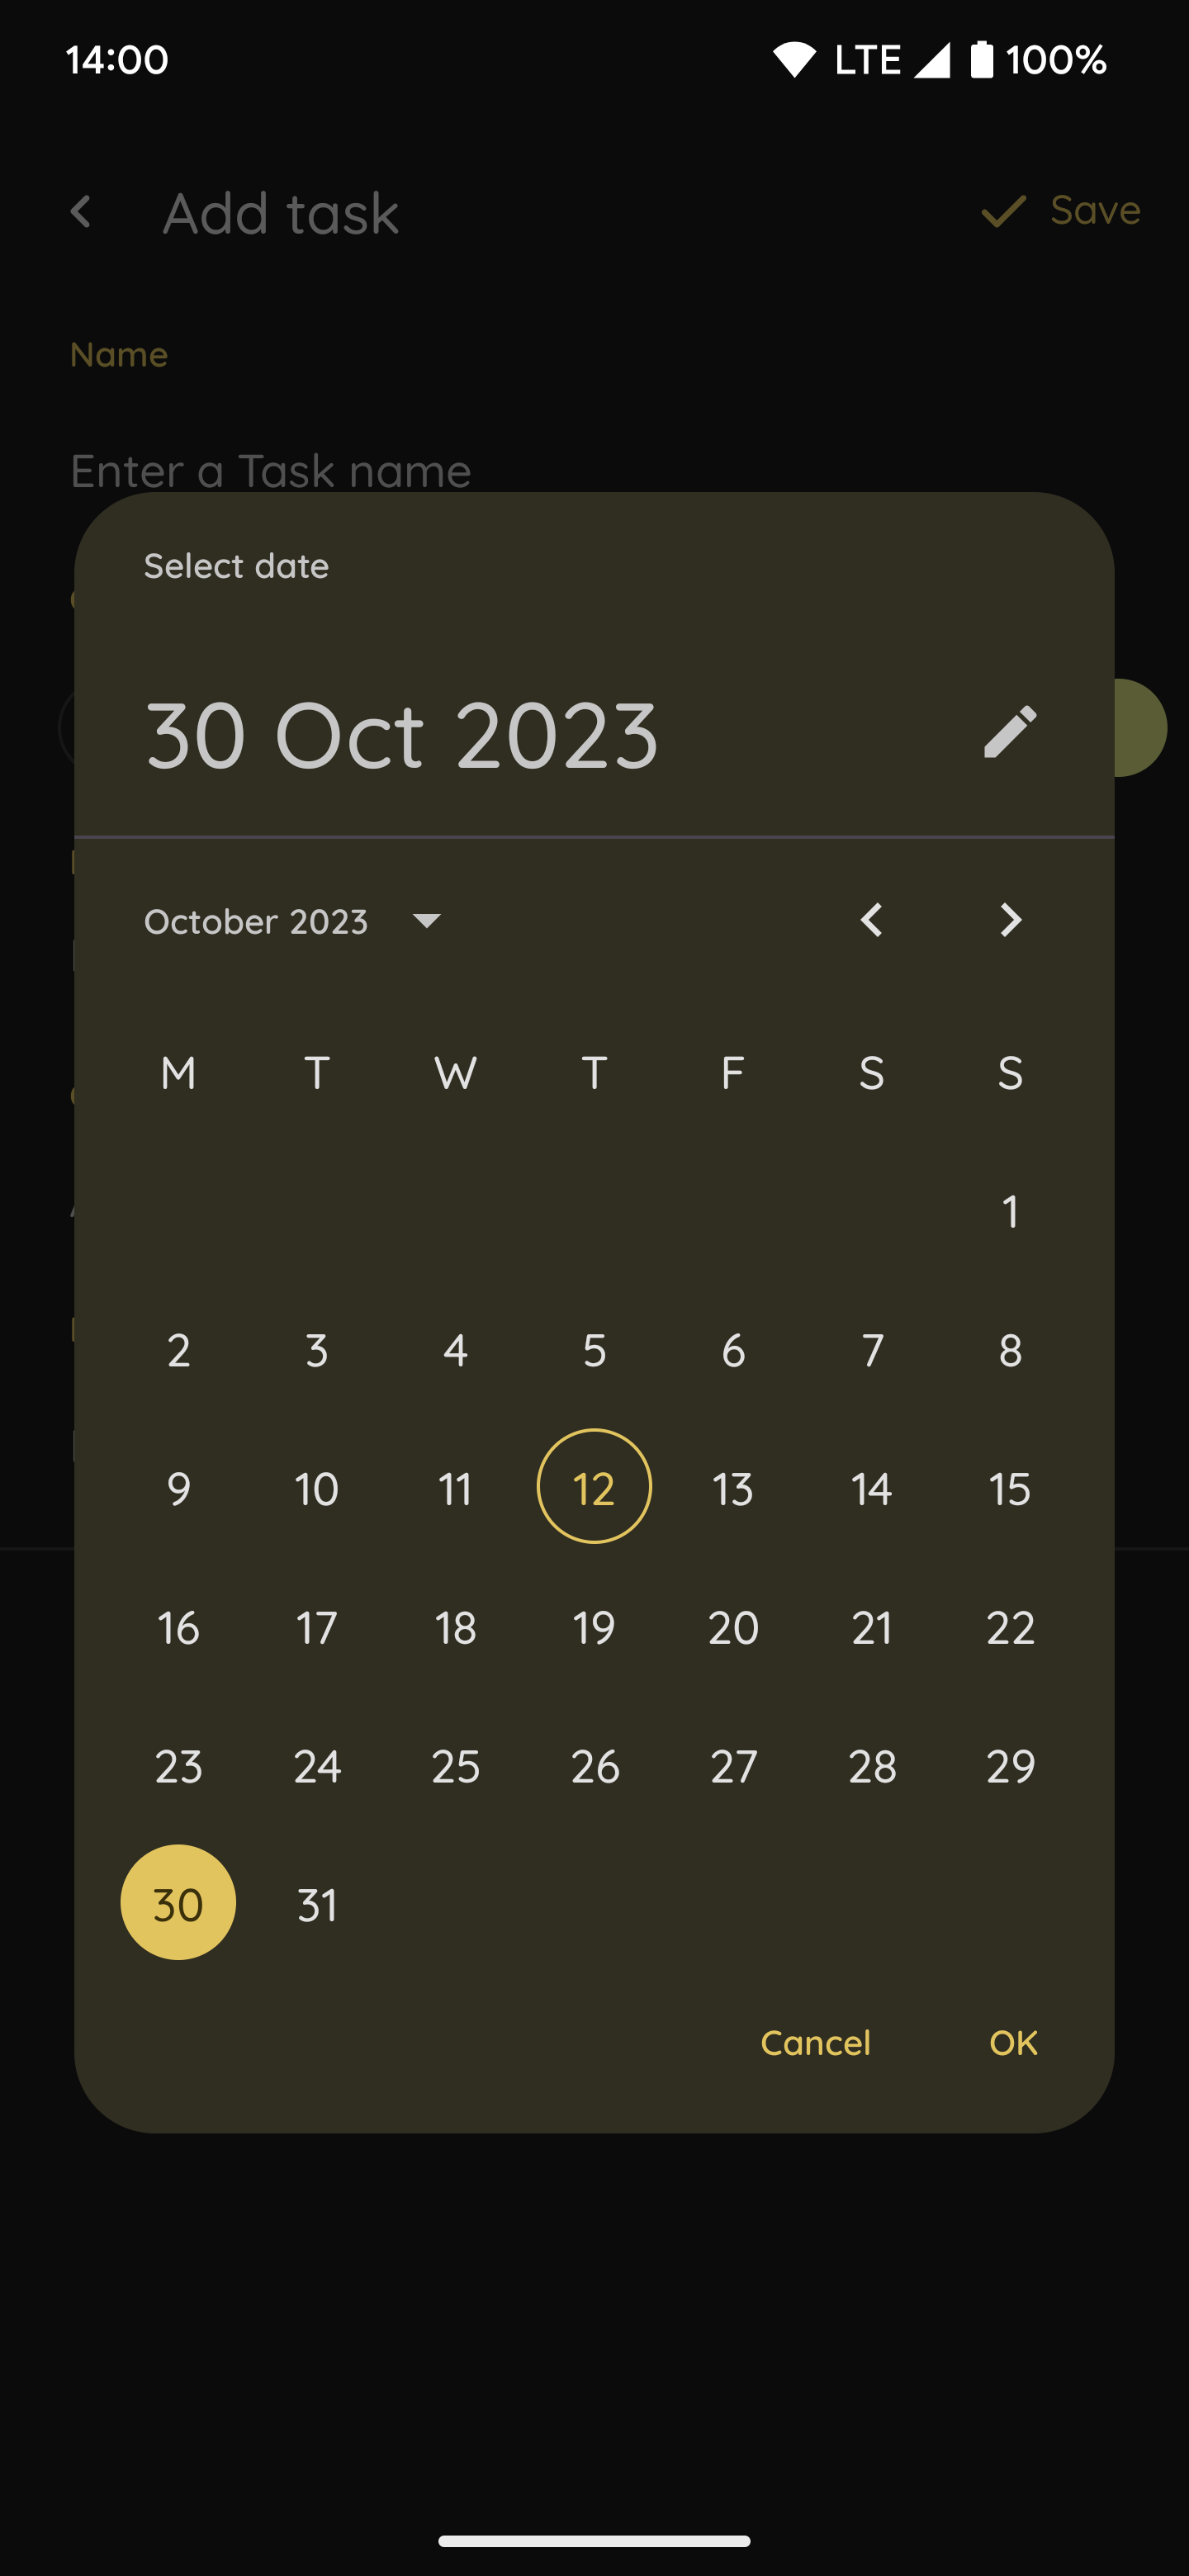 14:00 LTE 100%
Add task Save
Name
Enter a Task name
Select date
30 Oct 2023
October 2023
M T W T F S S
1
2 3 4 5 6 7 8
9 10 11 12 13 14 15
16 17 18 19 20 21 22
23 24 25 26 27 28 29
30 31
Cancel OK